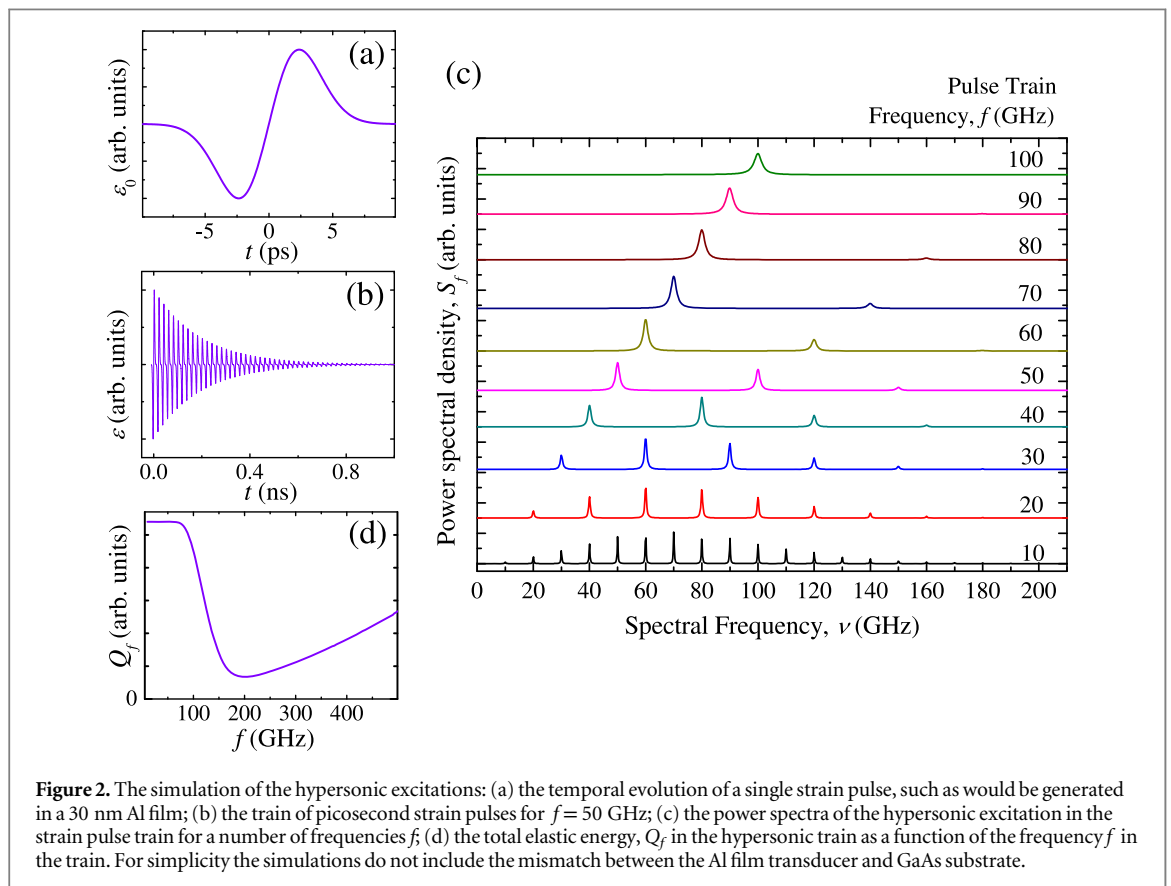 (a)
ε0 (arb. units)
-5 0 5
t (ps)
(b)
ε (arb. units)
0.0 0.4 0.8
t (ns)
(d)
Qf (arb. units)
0
100 200 300 400
f (GHz)
(c)
Pulse Train
Frequency, f (GHz)
Power spectral density, Sf (arb. units)
100
90
80
70
60
50
40
30
20
10
0 20 40 60 80 100 120 140 160 180 200
Spectral Frequency, ν (GHz)
Figure 2. The simulation of the hypersonic excitations: (a) the temporal evolution of a single strain pulse, such as would be generated
in a 30 nm Al film; (b) the train of picosecond strain pulses for f = 50 GHz; (c) the power spectra of the hypersonic excitation in the
strain pulse train for a number of frequencies f; (d) the total elastic energy, Qf in the hypersonic train as a function of the frequency f in
the train. For simplicity the simulations do not include the mismatch between the Al film transducer and GaAs substrate.